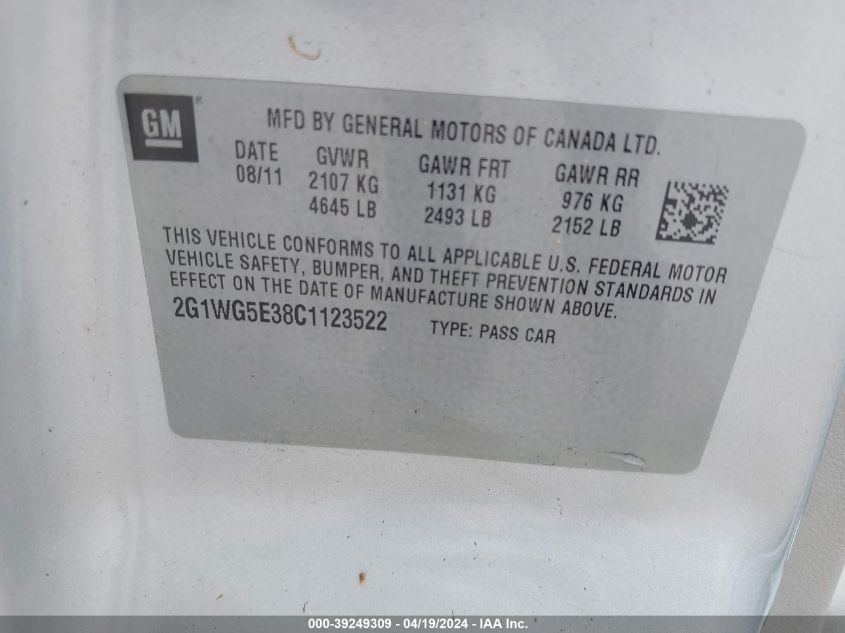 GM
MFD BY GENERAL MOTORS OF CANADA LTD.
DATE GVWR GAWR FRT GAWR RR
08/11 2107 KG 1131 KG 976 KG
4645 LB 2493 LB 2152 LB
THIS VEHICLE CONFORMS TO ALL APPLICABLE U.S. FEDERAL MOTOR
VEHICLE SAFETY, BUMPER, AND THEFT PREVENTION STANDARDS IN
EFFECT ON THE DATE OF MANUFACTURE SHOWN ABOVE.
2G1WG5E38C1123522 TYPE: PASS CAR
000-39249309 - 04/19/2024 - IAA Inc.